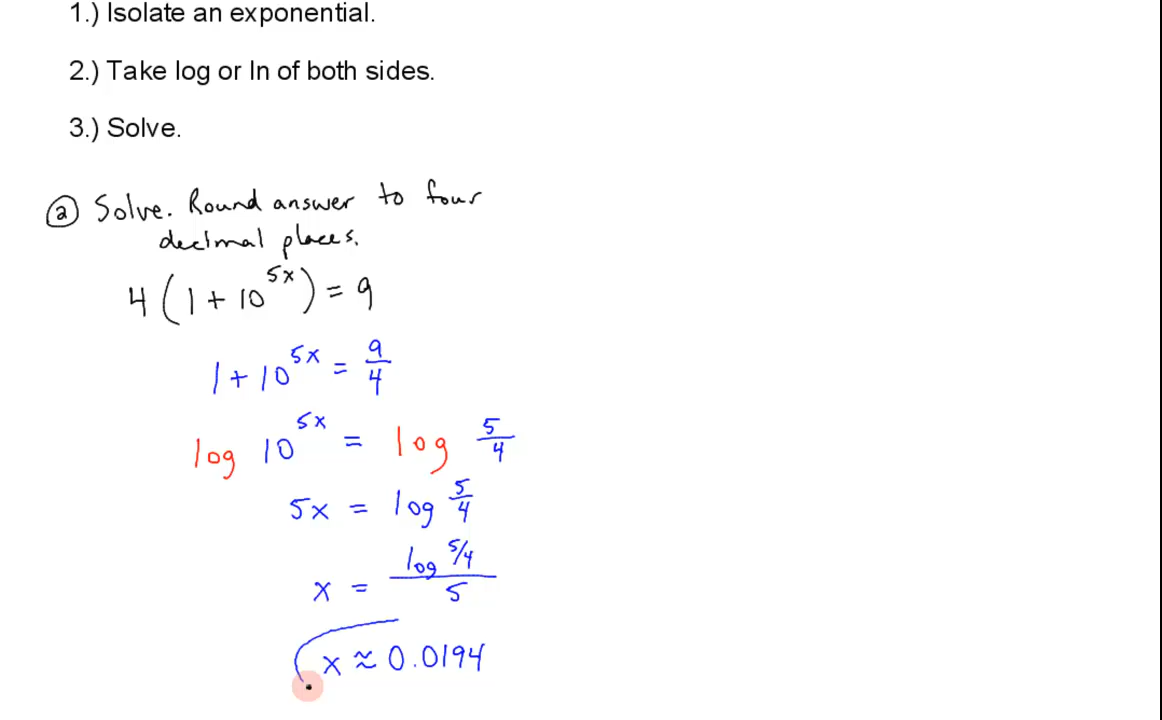 1.) Isolate an exponential.
2.) Take log or ln of both sides.
3.) Solve.
(a) Solve. Round answer to four
decimal places.
4(1 + 10^{5x}) = 9
1 + 10^{5x} = 9/4
log 10^{5x} = log 5/4
5x = log 5/4
x = log 5/4 / 5
x ≈ 0.0194